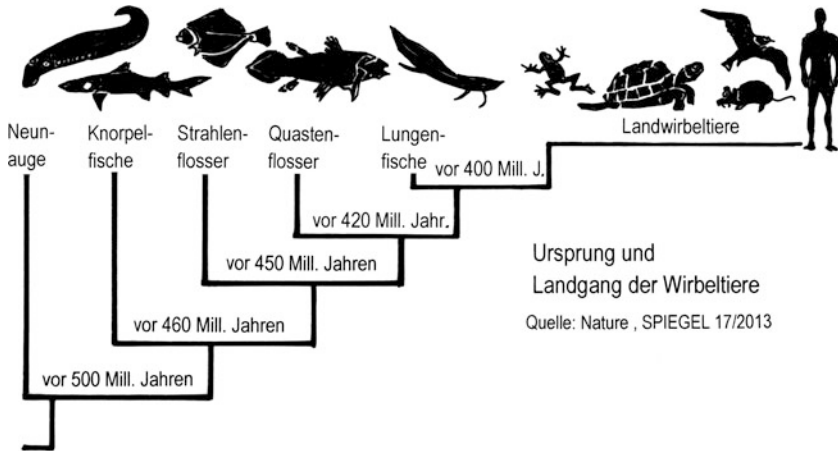 Neun-
auge
Knorpel-
fische
Strahlen-
flosser
Quasten-
flosser
Lungen-
fische
Landwirbeltiere
vor 400 Mill. J.
vor 420 Mill. Jahr.
vor 450 Mill. Jahren
vor 460 Mill. Jahren
vor 500 Mill. Jahren
Ursprung und
Landgang der Wirbeltiere
Quelle: Nature , SPIEGEL 17/2013